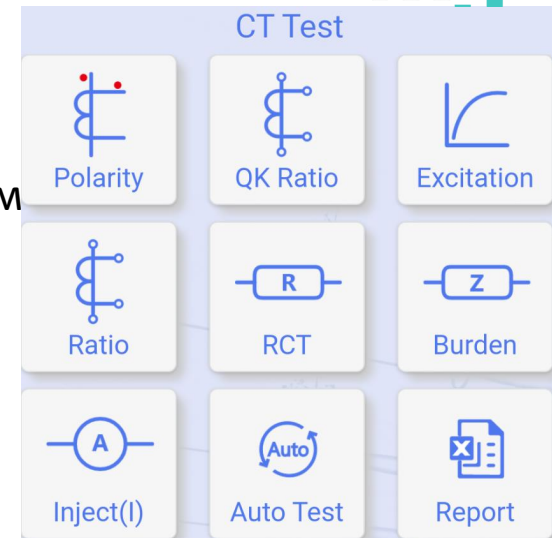 CT Test
Polarity
QK Ratio
Excitation
м
Ratio
R
RCT
Z
Burden
A
Inject(I)
Auto
Auto Test
X
Report